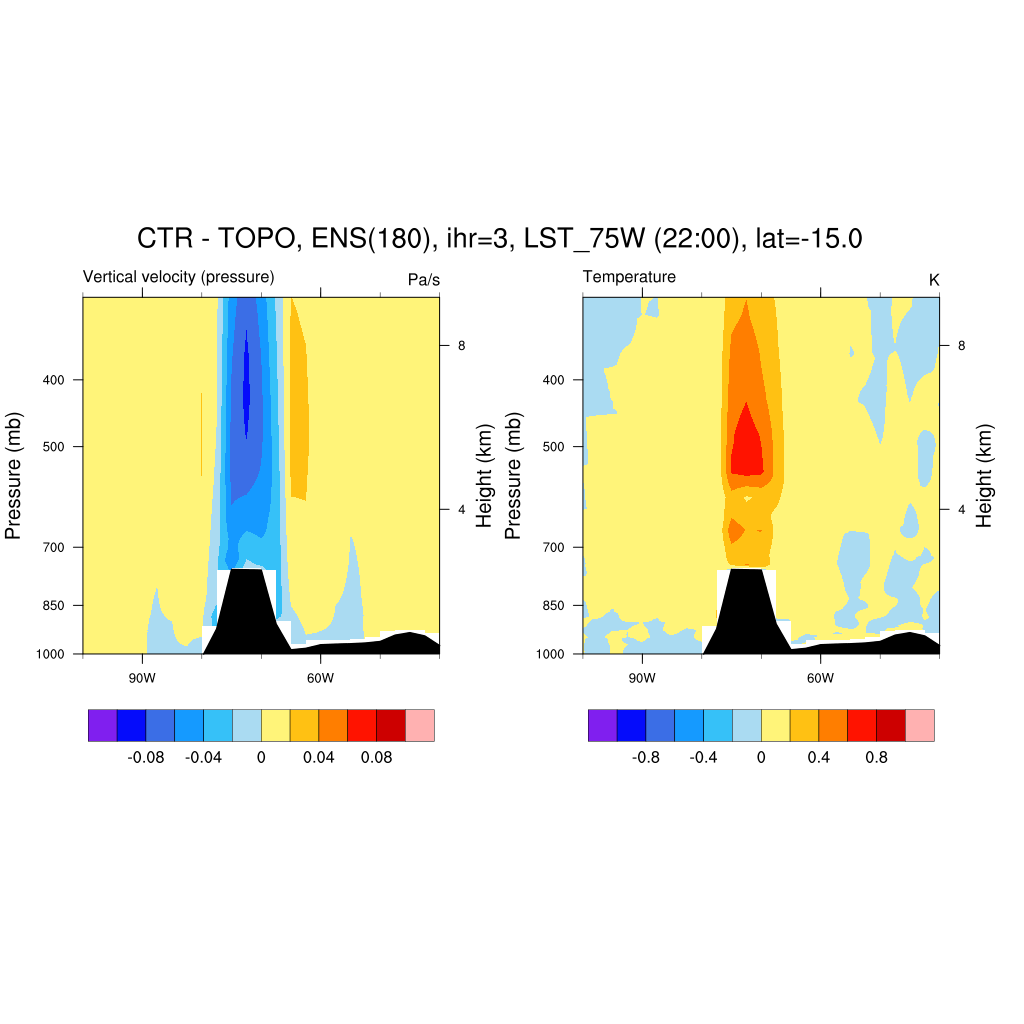 CTR - TOPO, ENS(180), ihr=3, LST_75W (22:00), lat=-15.0
Vertical velocity (pressure) Pa/s
Pressure (mb)
400
500
700
850
1000
8
4
Height (km)
90W 60W
-0.08 -0.04 0 0.04 0.08
Temperature K
Pressure (mb)
400
500
700
850
1000
8
4
Height (km)
90W 60W
-0.8 -0.4 0 0.4 0.8